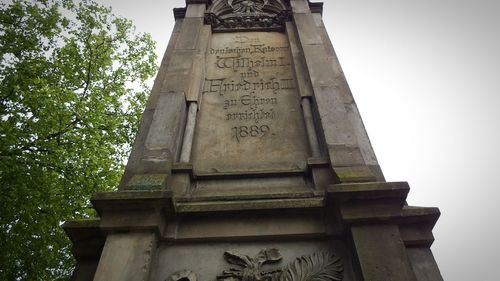 Den
deutschen Kaisern
Wilhelm I.
und
Friedrich III
zu Ehren
errichtet
1889